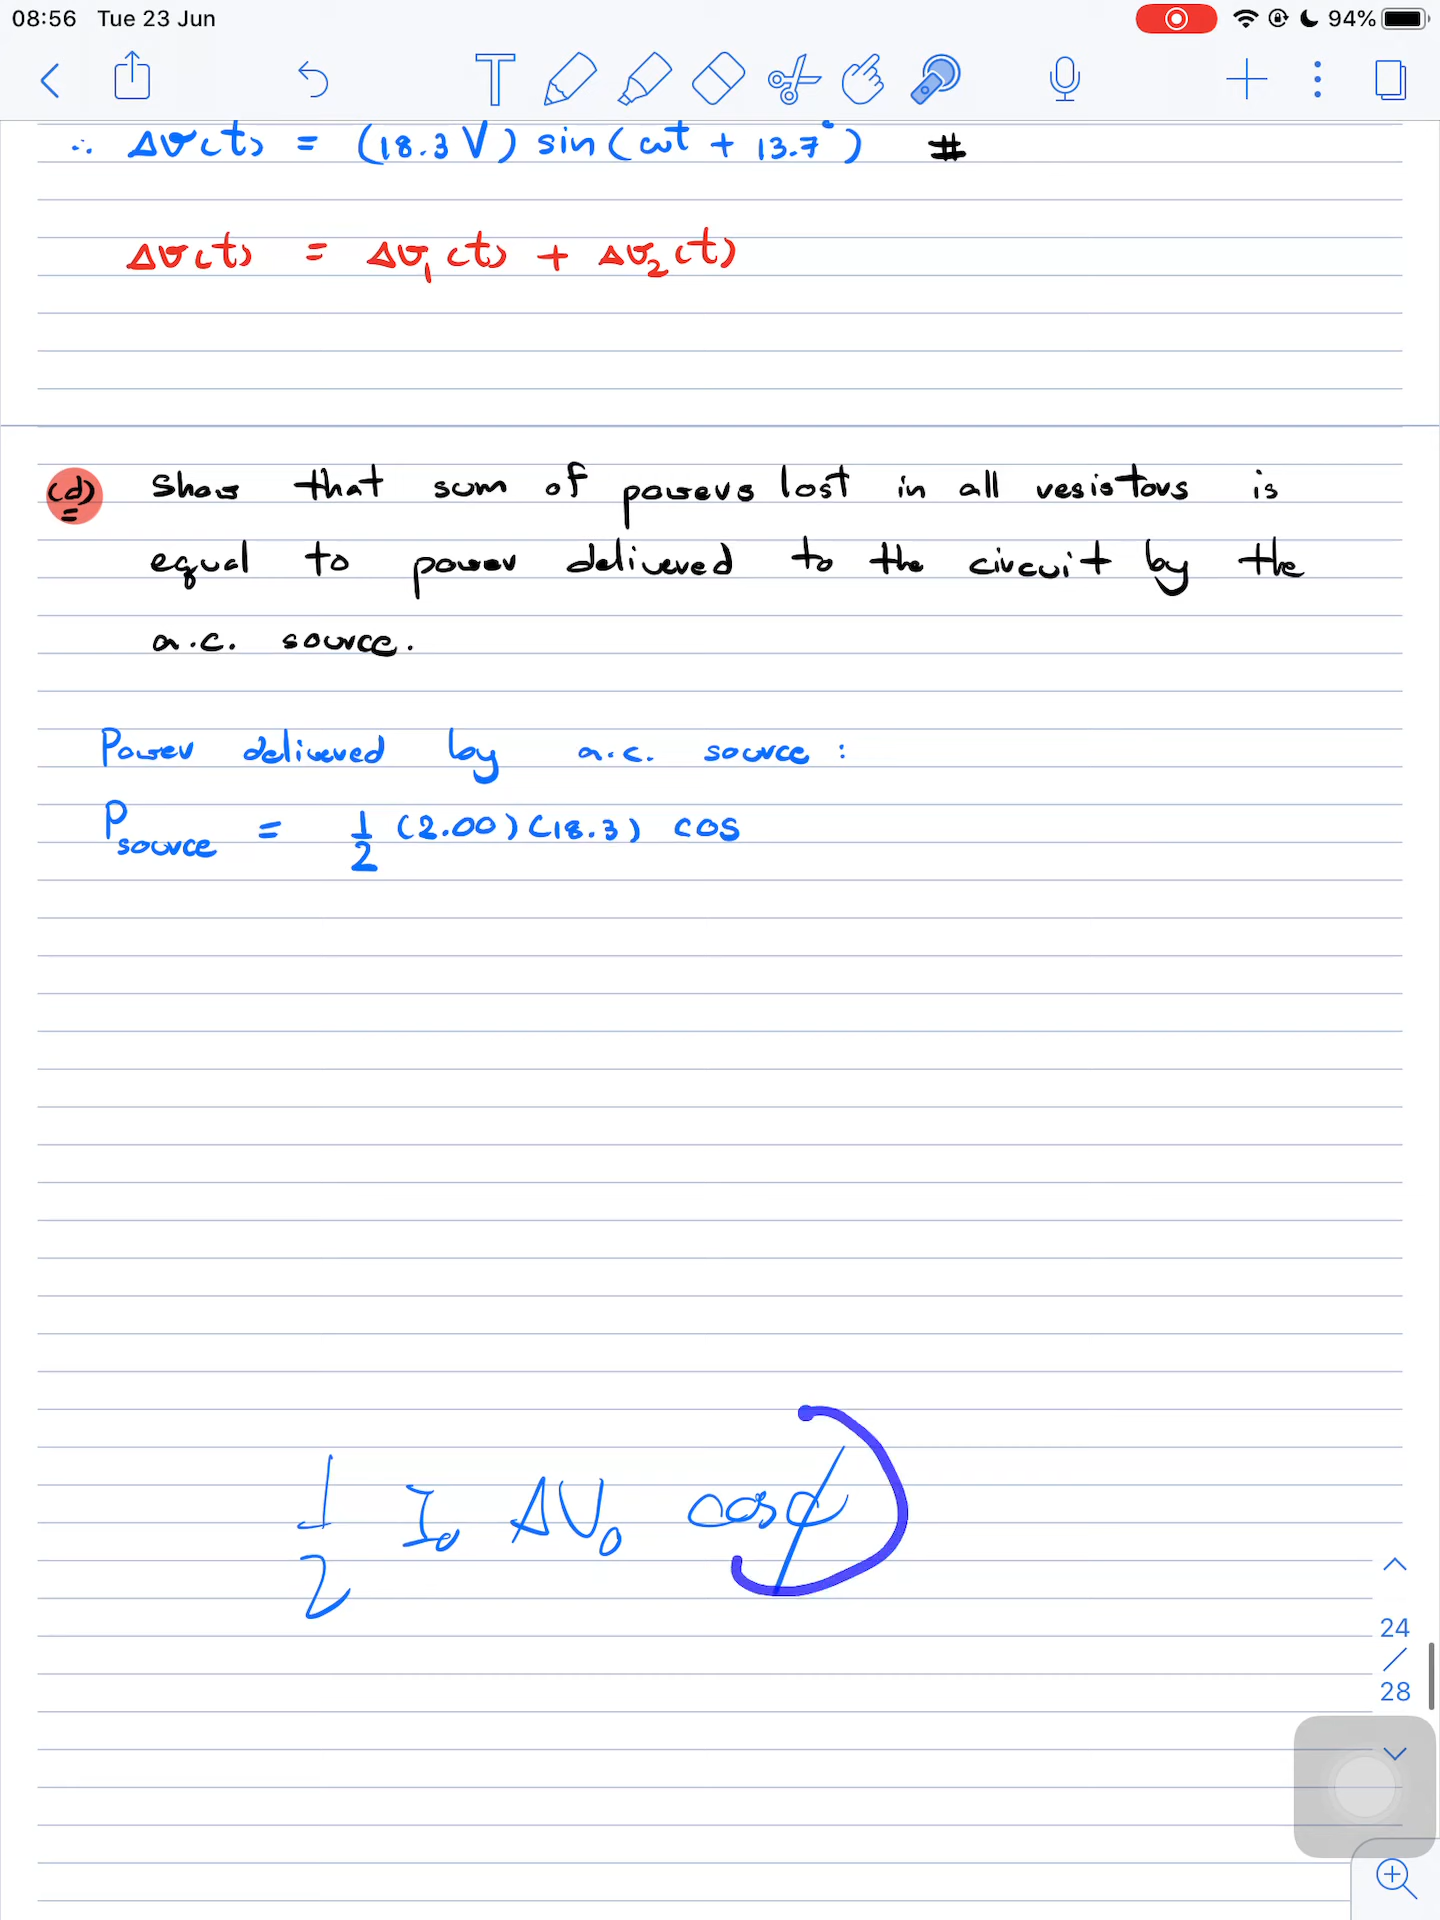 08:56 Tue 23 Jun 94%
∴ Δv(t) = (18.3 V) sin(ωt + 13.7°) #
Δv(t) = Δv₁(t) + Δv₂(t)
(d) Show that sum of powers lost in all resistors is
equal to power delivered to the circuit by the
a.c. source.
Power delivered by a.c. source :
P_source = 1/2 (2.00)(18.3) cos
1/2 I₀ ΔV₀ cosϕ
24
/
28